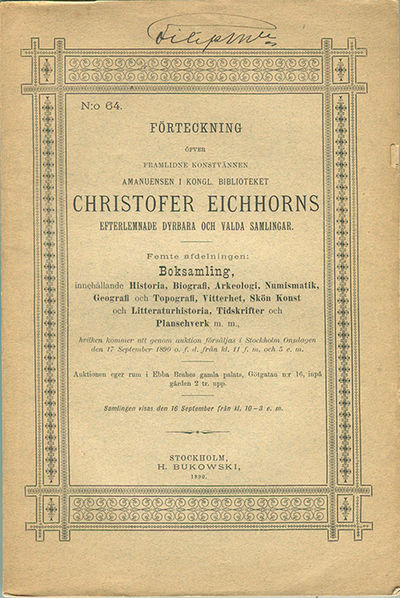 N:o 64.
FÖRTECKNING
ÖFVER
FRAMLIDNE KONSTVÄNNEN
AMANUENSEN I KONGL. BIBLIOTEKET
CHRISTOFER EICHHORNS
EFTERLEMNADE DYRBARA OCH VALDA SAMLINGAR.
Femte afdelningen:
Boksamling,
innehållande Historia, Biografi, Arkeologi, Numismatik,
Geografi och Topografi, Vitterhet, Skön Konst
och Litteraturhistoria, Tidskrifter och
Planschverk m. m.,
hvilken kommer att genom auktion försäljas i Stockholm Onsdagen
den 17 September 1890 o. f. d. från kl. 11 f. m. och 5 e. m.
Auktionen eger rum i Ebba Brahes gamla palats, Götgatan n:r 16, inpå
gården 2 tr. upp.
Samlingen visas den 16 September från kl. 10–3 e. m.
STOCKHOLM,
H. BUKOWSKI,
1890.